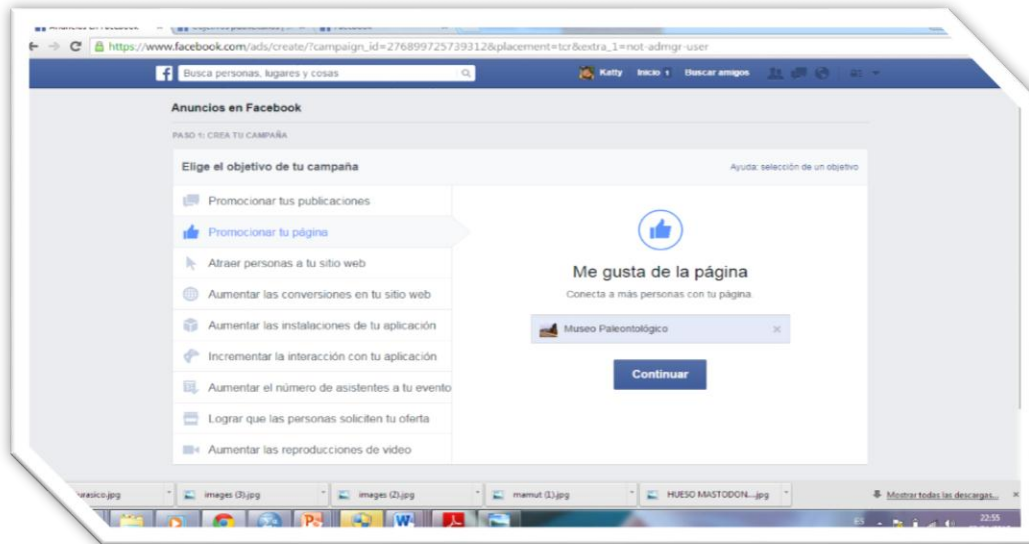 https://www.facebook.com/ads/create/?campaign_id=276899725739312&placement=tcr&extra_1=not-admgr-user
Busca personas, lugares y cosas
Katty Inicio 1 Buscar amigos
Anuncios en Facebook
PASO 1: CREA TU CAMPAÑA
Elige el objetivo de tu campaña
Ayuda: selección de un objetivo
Promocionar tus publicaciones
Promocionar tu página
Atraer personas a tu sitio web
Aumentar las conversiones en tu sitio web
Aumentar las instalaciones de tu aplicación
Incrementar la interacción con tu aplicación
Aumentar el número de asistentes a tu evento
Lograr que las personas soliciten tu oferta
Aumentar las reproducciones de video
Me gusta de la página
Conecta a más personas con tu página.
Museo Paleontológico
Continuar
images (3).jpg
images (2).jpg
mamut (1).jpg
HUESO MASTODON....jpg
Mostrar todas las descargas...
ES
22:55